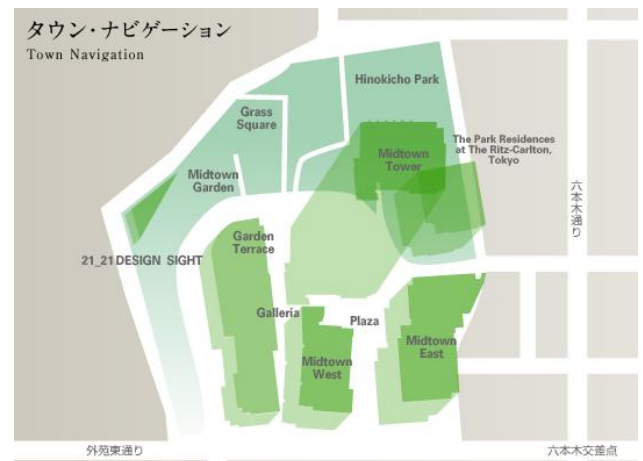 タウン・ナビゲーション
Town Navigation
Hinokicho Park
Grass
Square
The Park Residences
at The Ritz-Carlton,
Tokyo
Midtown
Tower
Midtown
Garden
六本木通り
Garden
Terrace
21_21 DESIGN SIGHT
Galleria
Plaza
Midtown
West
Midtown
East
外苑東通り
六本木交差点